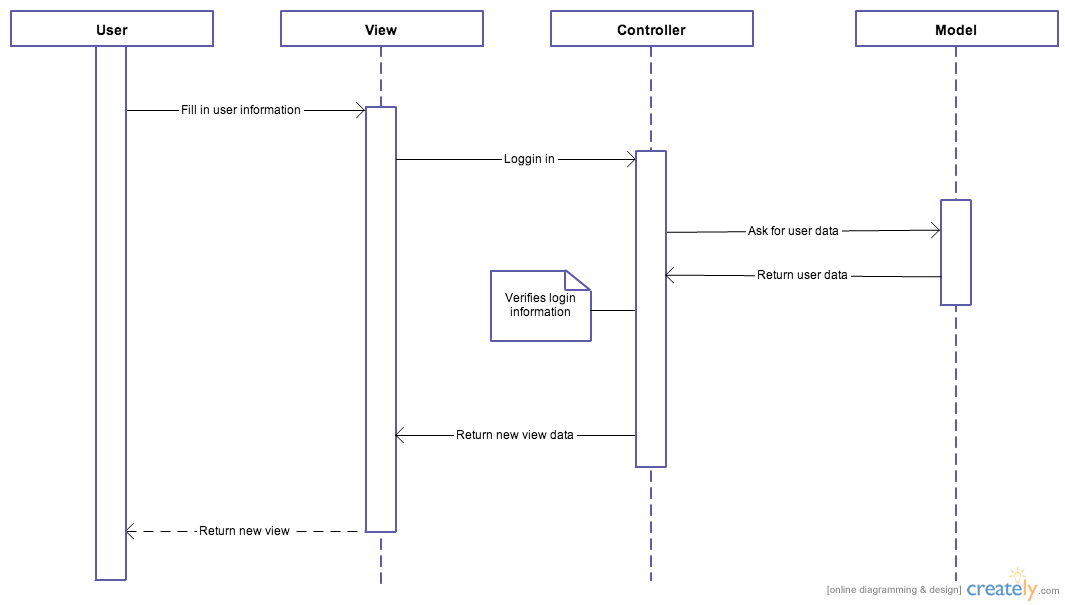 User
View
Controller
Model
Fill in user information
Loggin in
Ask for user data
Return user data
Verifies login
information
Return new view data
Return new view
[online diagramming & design] creately.com